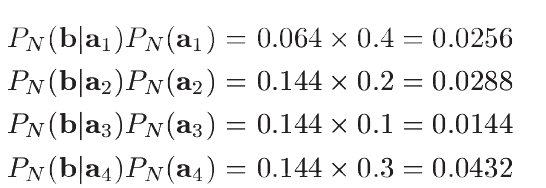 P_N(b|a_1)P_N(a_1) = 0.064 × 0.4 = 0.0256
P_N(b|a_2)P_N(a_2) = 0.144 × 0.2 = 0.0288
P_N(b|a_3)P_N(a_3) = 0.144 × 0.1 = 0.0144
P_N(b|a_4)P_N(a_4) = 0.144 × 0.3 = 0.0432